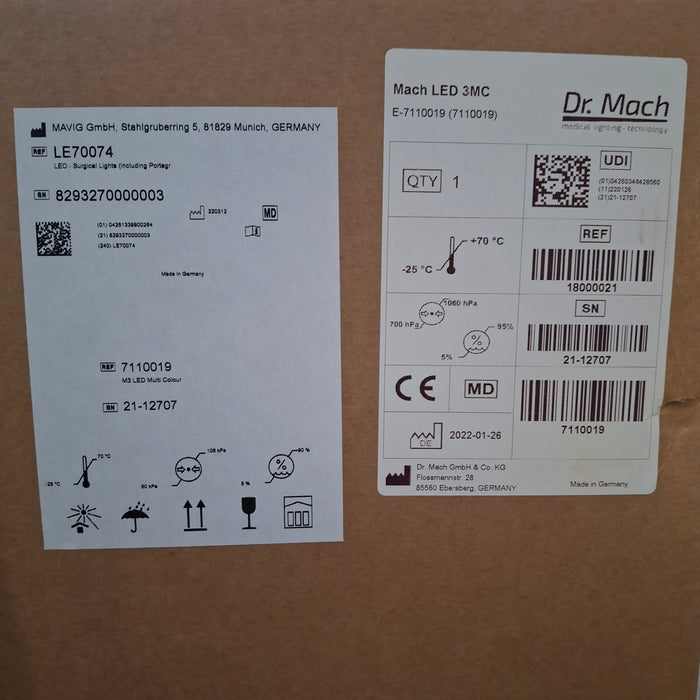 MAVIG GmbH, Stahlgruberring 5, 81829 Munich, GERMANY
REF LE70074
LEO - Surgical Lights (including Portegr
SN 8293270000003
220312
MD
(21) 8293270000003
(240) LE70074
Made in Germany
REF 7110019
M3 LED Multi Colour
SN 21-12707
70 °C
-25 °C
106 kPa
50 kPa
90 %
5 %
Mach LED 3MC
E-7110019 (7110019)
Dr. Mach
medical lighting - technology
QTY 1
UDI
(01)04260346428560
(11)220126
(21)21-12707
+70 °C
-25 °C
REF
18000021
1060 hPa
700 hPa
95%
5%
SN
21-12707
CE
MD
7110019
DE
2022-01-26
Dr. Mach GmbH & Co. KG
Flossmannstr. 28
85560 Ebersberg, GERMANY
Made in Germany